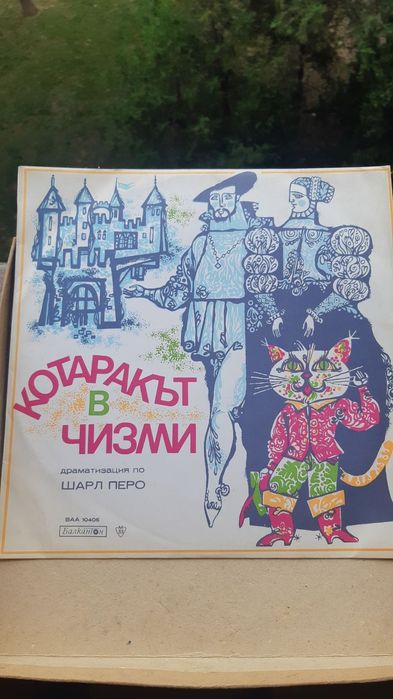 КОТАРАКЪТ
В
ЧИЗМИ
драматизация по
ШАРЛ ПЕРО
ВАА 10406
Балкантон